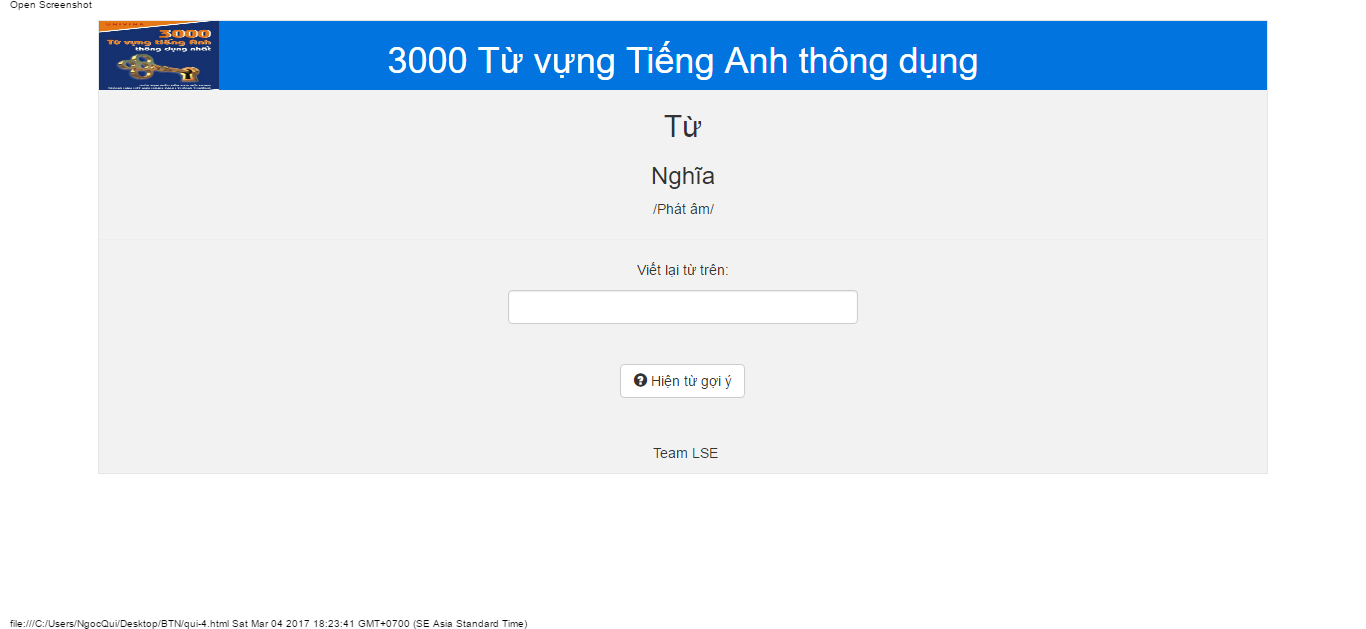 Open Screenshot
UNIVINA
3000
Từ vựng tiếng Anh
thông dụng nhất
3000 Từ vựng Tiếng Anh thông dụng
Từ
Nghĩa
/Phát âm/
Viết lại từ trên:
Hiện từ gợi ý
Team LSE
file:///C:/Users/NgocQui/Desktop/BTN/qui-4.html Sat Mar 04 2017 18:23:41 GMT+0700 (SE Asia Standard Time)